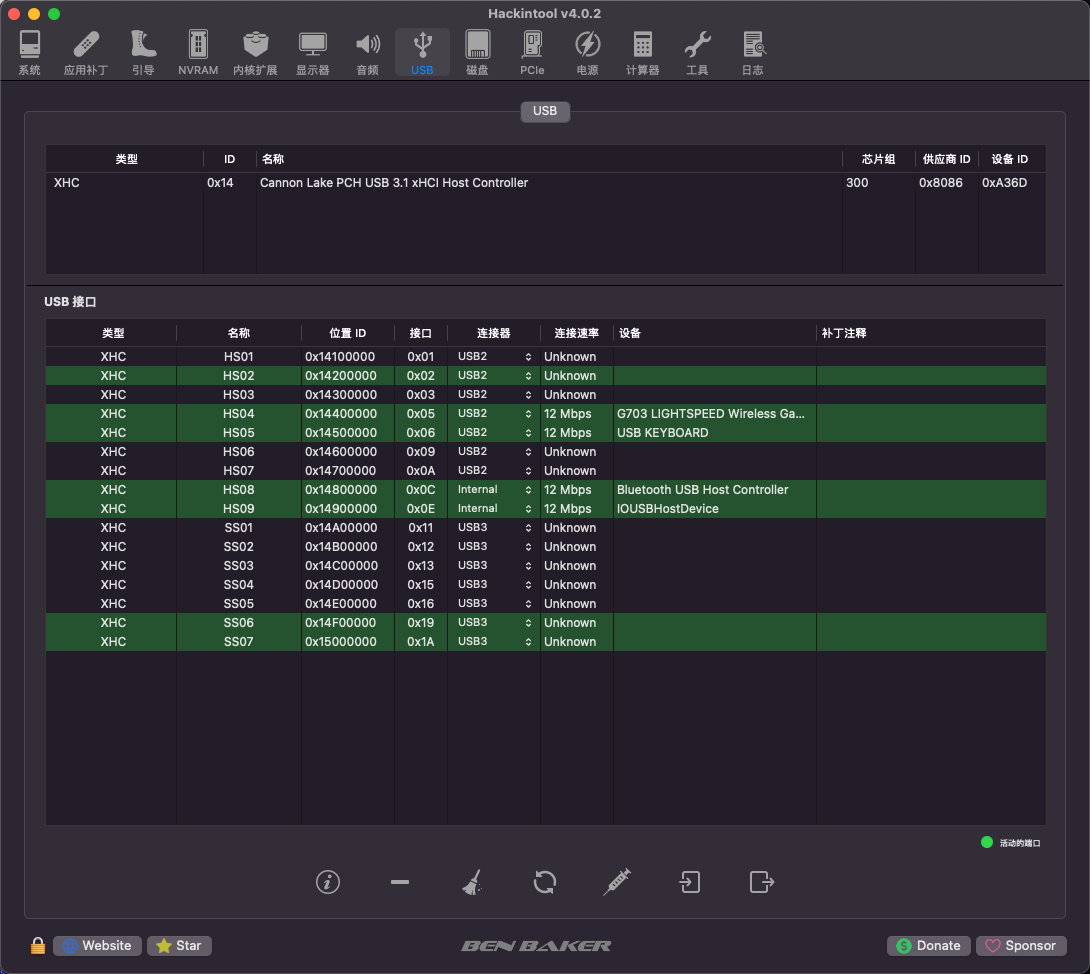 Hackintool v4.0.2
系统 应用补丁 引导 NVRAM 内核扩展 显示器 音频 USB 磁盘 PCIe 电源 计算器 工具 日志
USB
类型 ID 名称 芯片组 供应商 ID 设备 ID
XHC 0x14 Cannon Lake PCH USB 3.1 xHCI Host Controller 300 0x8086 0xA36D
USB 接口
类型 名称 位置 ID 接口 连接器 连接速率 设备 补丁注释
XHC HS01 0x14100000 0x01 USB2 Unknown
XHC HS02 0x14200000 0x02 USB2 Unknown
XHC HS03 0x14300000 0x03 USB2 Unknown
XHC HS04 0x14400000 0x05 USB2 12 Mbps G703 LIGHTSPEED Wireless Ga...
XHC HS05 0x14500000 0x06 USB2 12 Mbps USB KEYBOARD
XHC HS06 0x14600000 0x09 USB2 Unknown
XHC HS07 0x14700000 0x0A USB2 Unknown
XHC HS08 0x14800000 0x0C Internal 12 Mbps Bluetooth USB Host Controller
XHC HS09 0x14900000 0x0E Internal 12 Mbps IOUSBHostDevice
XHC SS01 0x14A00000 0x11 USB3 Unknown
XHC SS02 0x14B00000 0x12 USB3 Unknown
XHC SS03 0x14C00000 0x13 USB3 Unknown
XHC SS04 0x14D00000 0x15 USB3 Unknown
XHC SS05 0x14E00000 0x16 USB3 Unknown
XHC SS06 0x14F00000 0x19 USB3 Unknown
XHC SS07 0x15000000 0x1A USB3 Unknown
活动的端口
Website Star BEN BAKER Donate Sponsor